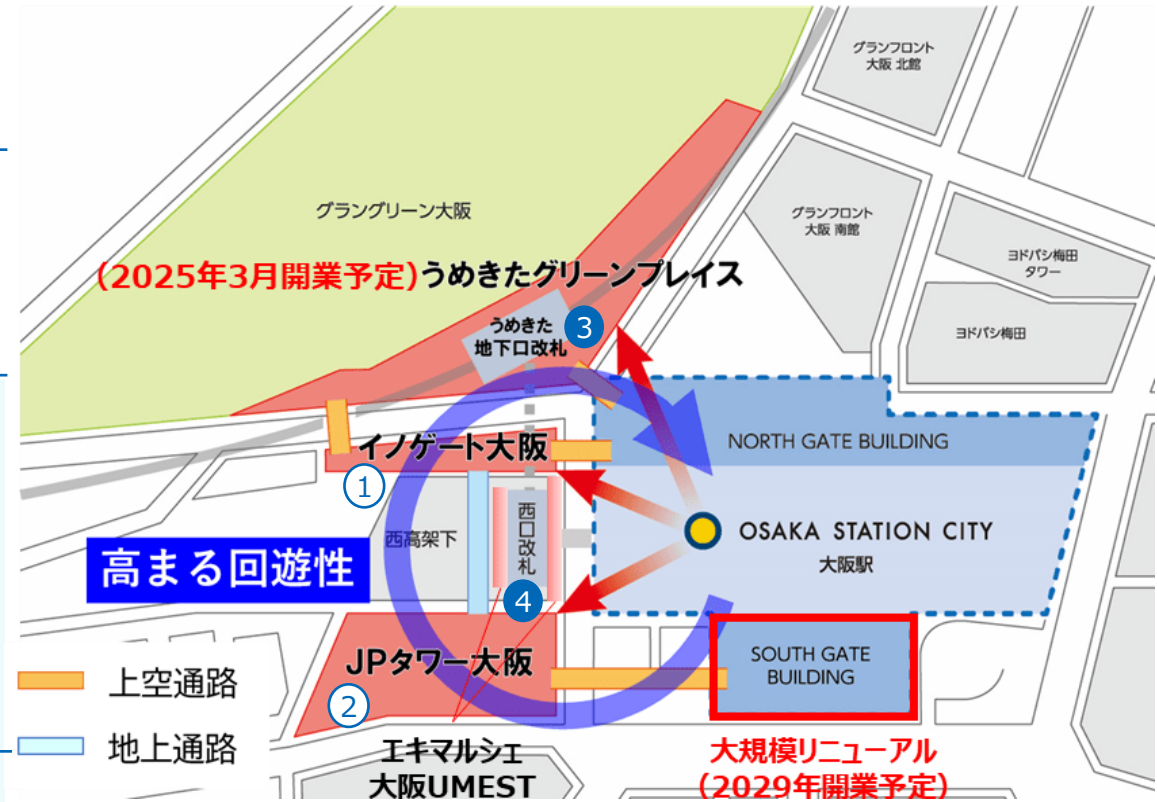 グランフロント
大阪 北館
グラングリーン大阪
グランフロント
大阪 南館
ヨドバシ梅田
タワー
(2025年3月開業予定)うめきたグリーンプレイス
うめきた
地下口改札
3
ヨドバシ梅田
イノゲート大阪
NORTH GATE BUILDING
1
西高架下
西口改札
OSAKA STATION CITY
大阪駅
高まる回遊性
4
JPタワー大阪
SOUTH GATE
BUILDING
上空通路
2
地上通路
エキマルシェ
大阪UMEST
大規模リニューアル
(2029年開業予定)